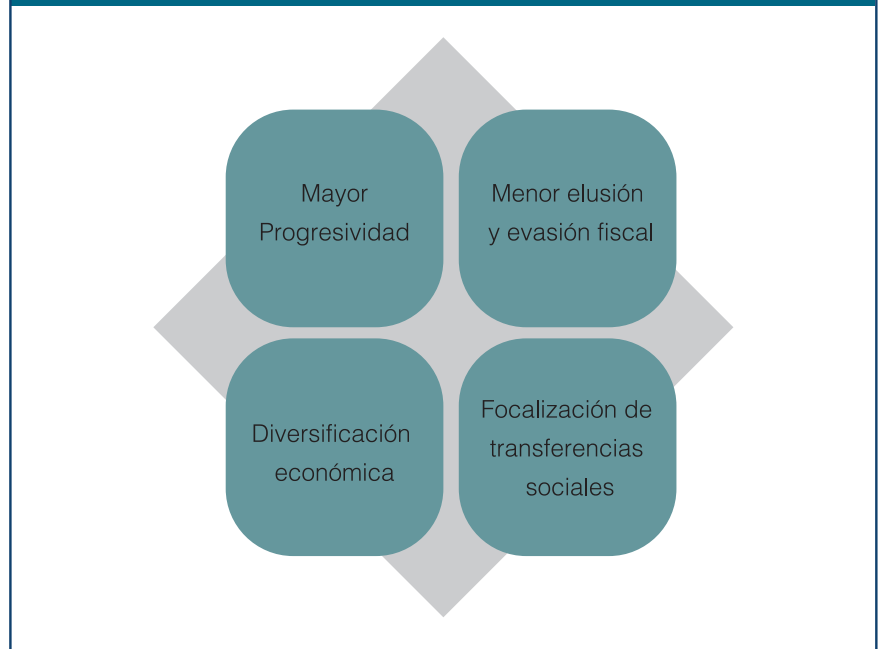 Mayor
Progresividad
Menor elusión
y evasión fiscal
Diversificación
económica
Focalización de
transferencias
sociales